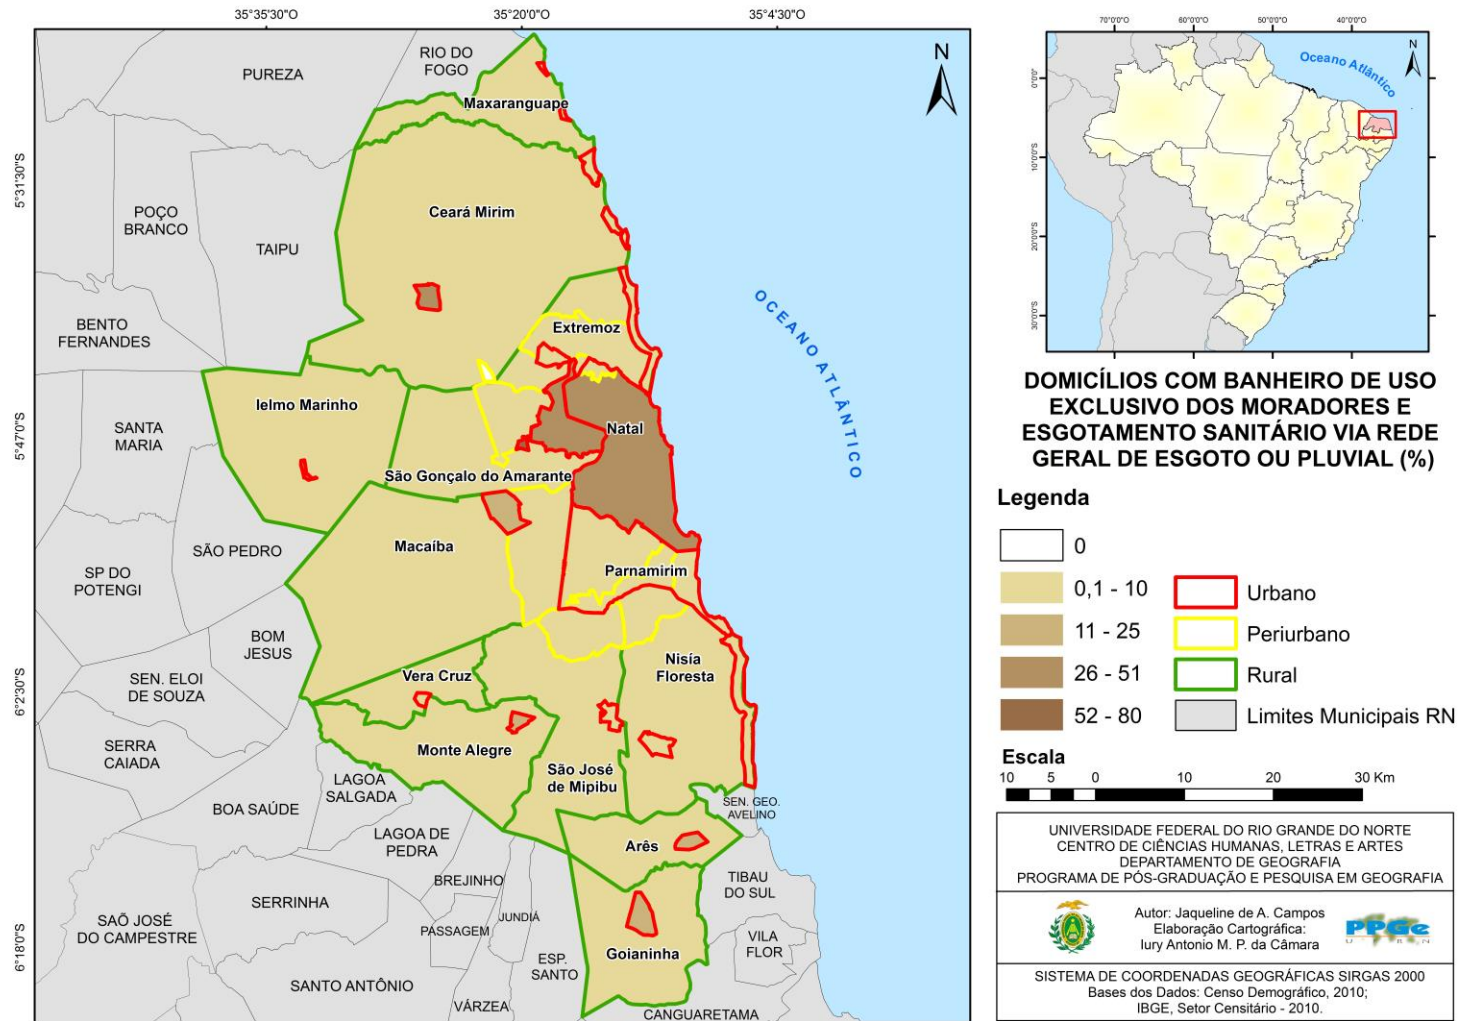 35°35'30"O
35°20'0"O
35°4'30"O
5°31'30"S
5°47'0"S
6°2'30"S
6°18'0"S
N
PUREZA
RIO DO
FOGO
Maxaranguape
POÇO
BRANCO
TAIPU
Ceará Mirim
BENTO
FERNANDES
Extremoz
OCEANO ATLÂNTICO
SANTA
MARIA
Ielmo Marinho
Natal
São Gonçalo do Amarante
SÃO PEDRO
Macaíba
SP DO
POTENGI
Parnamirim
BOM
JESUS
SEN. ELOI
DE SOUZA
Vera Cruz
Nisía
Floresta
SERRA
CAIADA
Monte Alegre
São José
de Mipibu
LAGOA
SALGADA
BOA SAÚDE
SEN. GEO.
AVELINO
LAGOA DE
PEDRA
Arês
TIBAU
DO SUL
BREJINHO
SERRINHA
JUNDIÁ
PASSAGEM
SAÕ JOSÉ
DO CAMPESTRE
VILA
FLOR
Goianinha
ESP.
SANTO
SANTO ANTÔNIO
VÁRZEA
CANGUARETAMA
70°0'0"O
60°0'0"O
50°0'0"O
40°0'0"O
0°0'0"
10°0'0"S
20°0'0"S
30°0'0"S
Oceano Atlântico
N
DOMICÍLIOS COM BANHEIRO DE USO
EXCLUSIVO DOS MORADORES E
ESGOTAMENTO SANITÁRIO VIA REDE
GERAL DE ESGOTO OU PLUVIAL (%)
Legenda
0
0,1 - 10
11 - 25
26 - 51
52 - 80
Urbano
Periurbano
Rural
Limites Municipais RN
Escala
10 5 0 10 20 30 Km
UNIVERSIDADE FEDERAL DO RIO GRANDE DO NORTE
CENTRO DE CIÊNCIAS HUMANAS, LETRAS E ARTES
DEPARTAMENTO DE GEOGRAFIA
PROGRAMA DE PÓS-GRADUAÇÃO E PESQUISA EM GEOGRAFIA
Autor: Jaqueline de A. Campos
Elaboração Cartográfica:
Iury Antonio M. P. da Câmara
PPGe
U F R N
SISTEMA DE COORDENADAS GEOGRÁFICAS SIRGAS 2000
Bases dos Dados: Censo Demográfico, 2010;
IBGE, Setor Censitário - 2010.